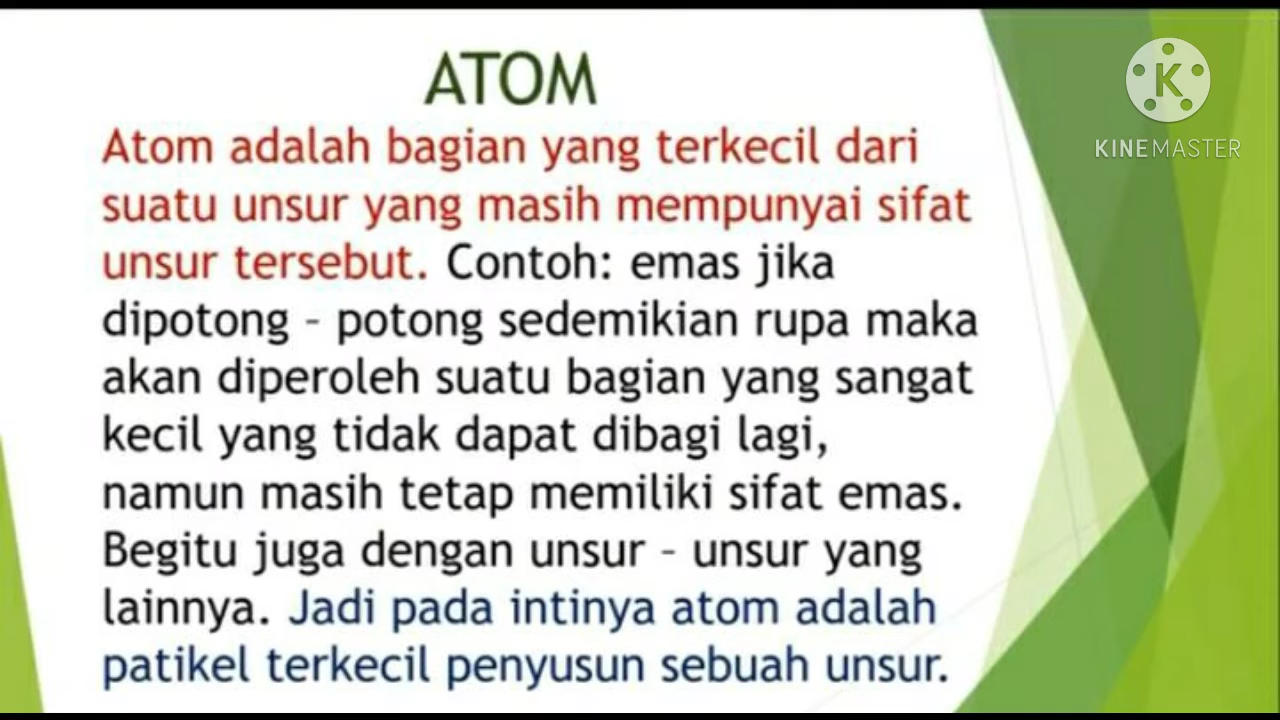 ATOM
Atom adalah bagian yang terkecil dari
suatu unsur yang masih mempunyai sifat
unsur tersebut. Contoh: emas jika
dipotong – potong sedemikian rupa maka
akan diperoleh suatu bagian yang sangat
kecil yang tidak dapat dibagi lagi,
namun masih tetap memiliki sifat emas.
Begitu juga dengan unsur – unsur yang
lainnya. Jadi pada intinya atom adalah
patikel terkecil penyusun sebuah unsur.
K
KINEMASTER